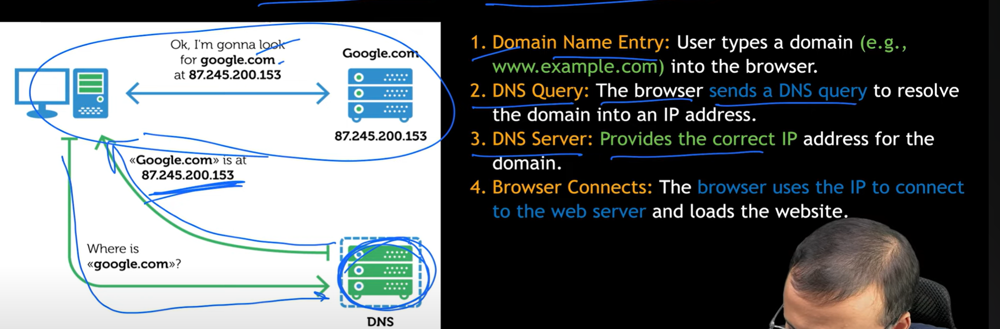 Ok, I'm gonna look
for google.com
at 87.245.200.153
Google.com
87.245.200.153
«Google.com» is at
87.245.200.153
Where is
«google.com»?
DNS
1. Domain Name Entry: User types a domain (e.g.,
www.example.com) into the browser.
2. DNS Query: The browser sends a DNS query to resolve
the domain into an IP address.
3. DNS Server: Provides the correct IP address for the
domain.
4. Browser Connects: The browser uses the IP to connect
to the web server and loads the website.